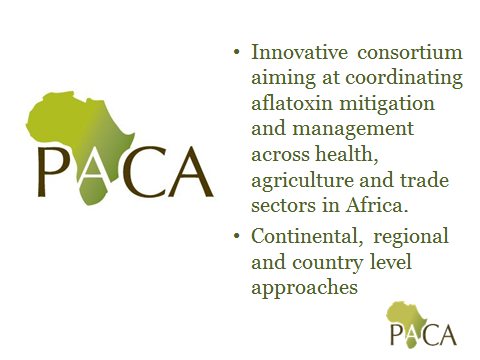 PACA
• Innovative consortium
aiming at coordinating
aflatoxin mitigation
and management
across health,
agriculture and trade
sectors in Africa.
• Continental, regional
and country level
approaches
PACA